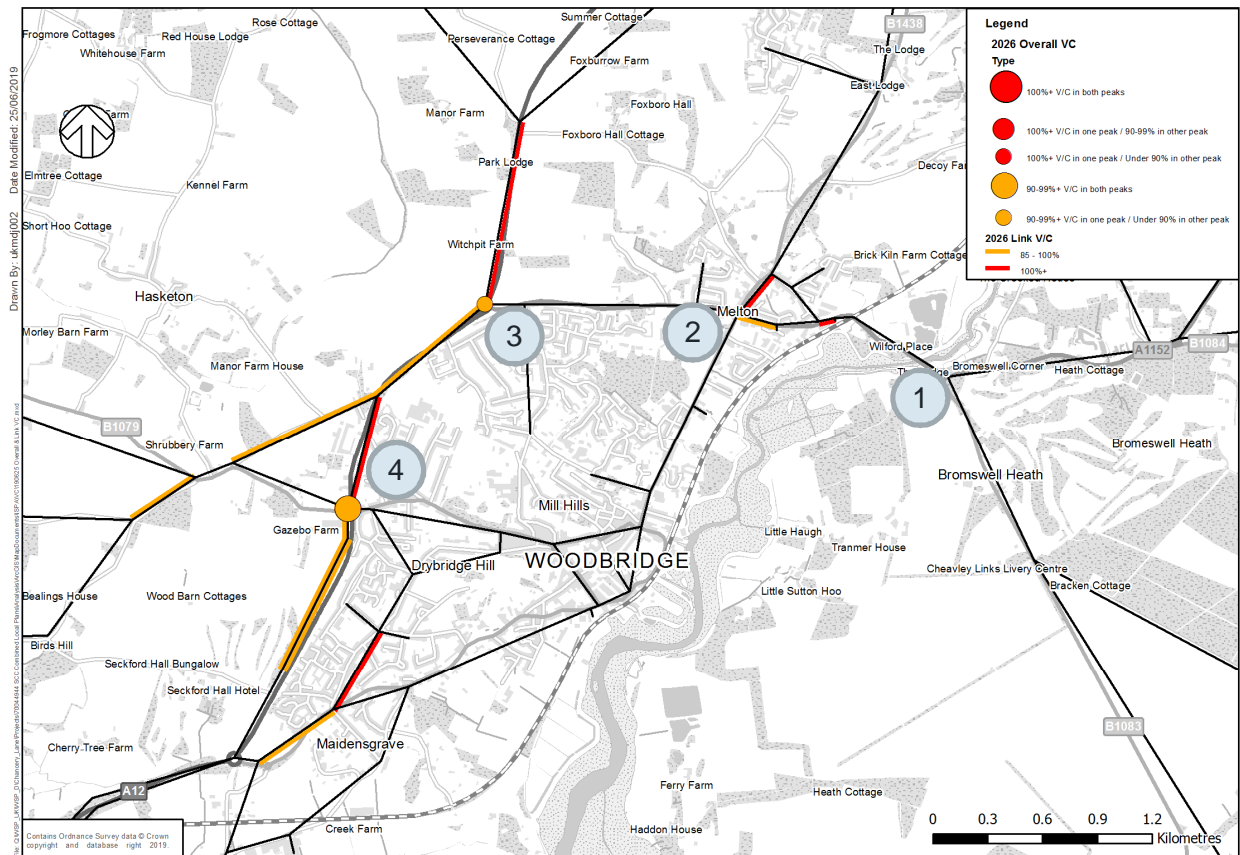 Legend
2026 Overall VC
Type
100%+ V/C in both peaks
100%+ V/C in one peak / 90-99% in other peak
100%+ V/C in one peak / Under 90% in other peak
90-99%+ V/C in both peaks
90-99%+ V/C in one peak / Under 90% in other peak
2026 Link V/C
85 - 100%
100%+
Drawn By: ukmdj002 Date Modified: 25/06/2019
Frogmore Cottages
Red House Lodge
Rose Cottage
Whitehouse Farm
Farm
Elmtree Cottage
Kennel Farm
Short Hoo Cottage
Summer Cottage
Perseverance Cottage
Foxburrow Farm
Manor Farm
Foxboro Hall
Foxboro Hall Cottage
Park Lodge
Witchpit Farm
B1438
The Lodge
East Lodge
Decoy Far
Brick Kiln Farm Cottage
Hasketon
Morley Barn Farm
Manor Farm House
3
2
Melton
Wilford Place
Bromeswell Corner
A1152
B1084
Heath Cottage
1
B1079
Shrubbery Farm
4
Bromeswell Heath
Bromswell Heath
Gazebo Farm
Mill Hills
Little Haugh
Tranmer House
Drybridge Hill
WOODBRIDGE
Cheavley Links Livery Centre
Bracken Cottage
Bealings House
Wood Barn Cottages
Little Sutton Hoo
Birds Hill
Seckford Hall Bungalow
Seckford Hall Hotel
Cherry Tree Farm
Maidensgrave
B1083
A12
Ferry Farm
Heath Cottage
Creek Farm
Haddon House
0 0.3 0.6 0.9 1.2
Kilometres
Contains Ordnance Survey data © Crown
copyright and database right 2019.